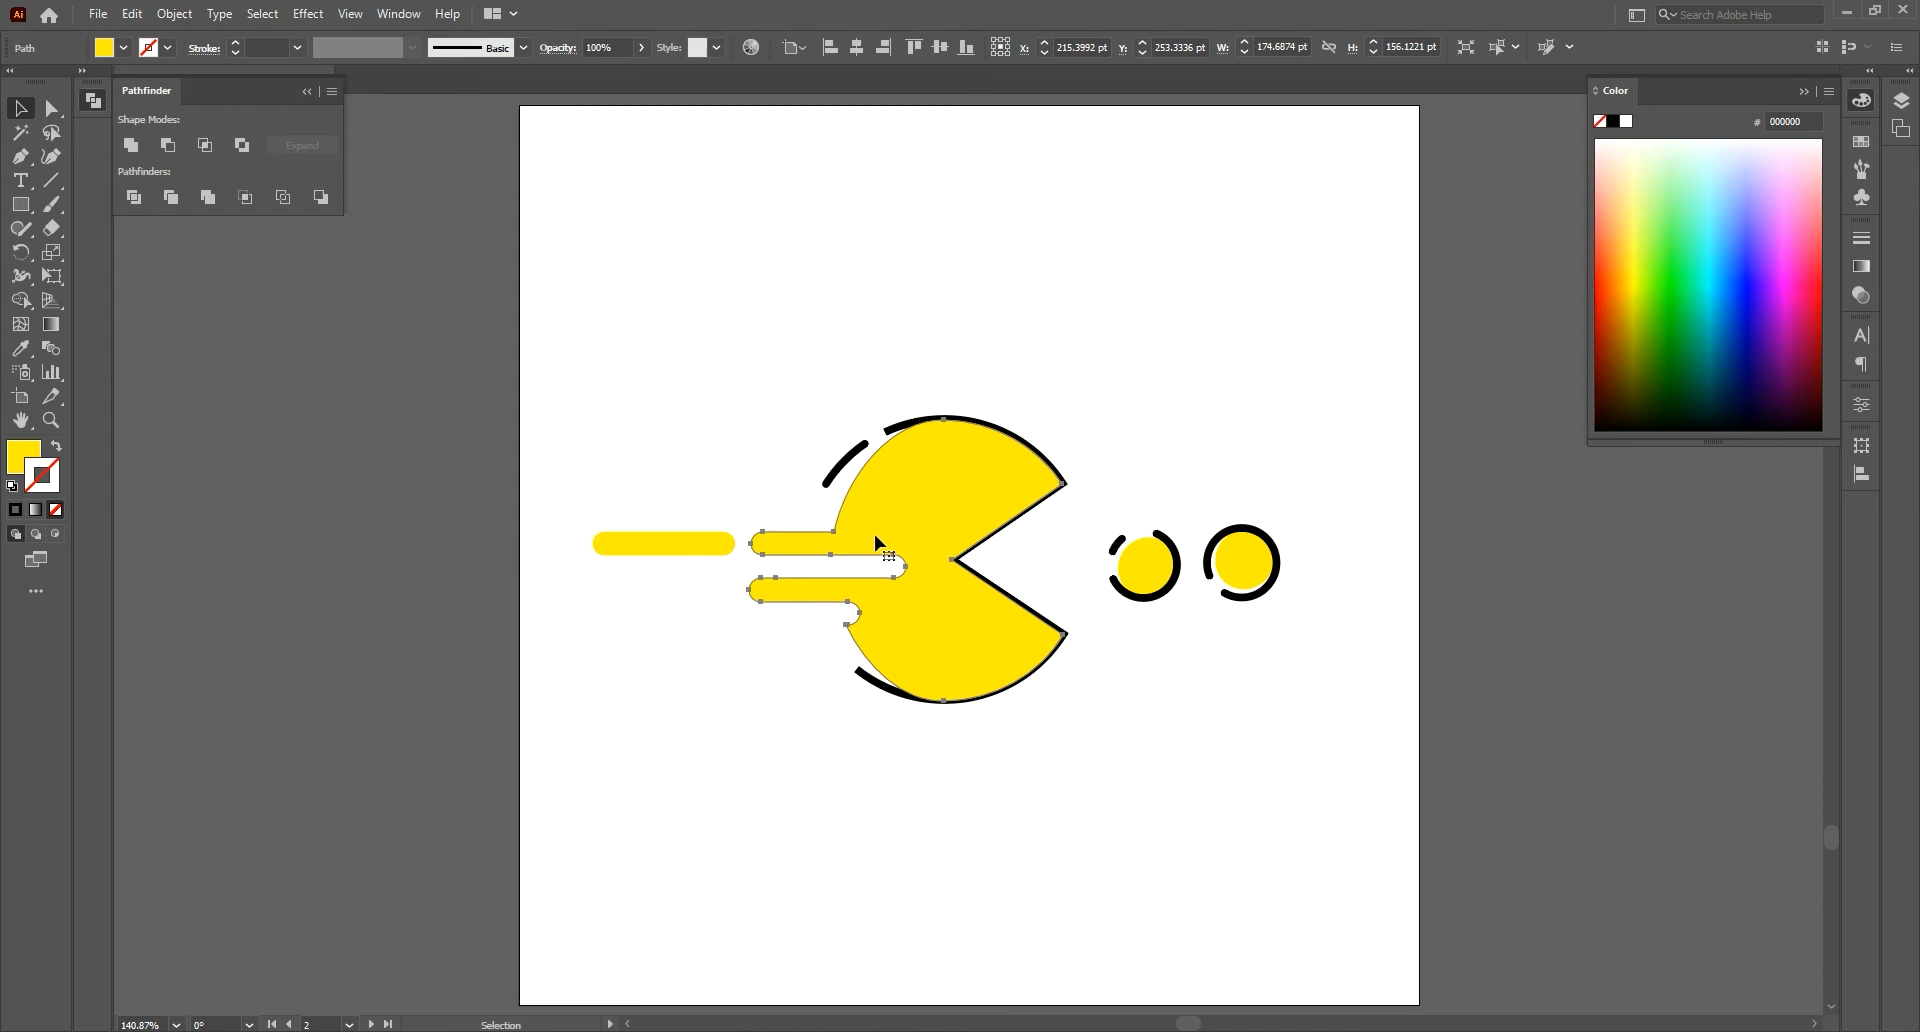 Ai File Edit Object Type Select Effect View Window Help Search Adobe Help
Path Stroke: Basic Opacity: 100% Style: X: 215.3992 pt Y: 253.3336 pt W: 174.6874 pt H: 156.1221 pt
Pathfinder
Shape Modes:
Expand
Pathfinders:
Color
# 000000
140.87% 0° 2 Selection